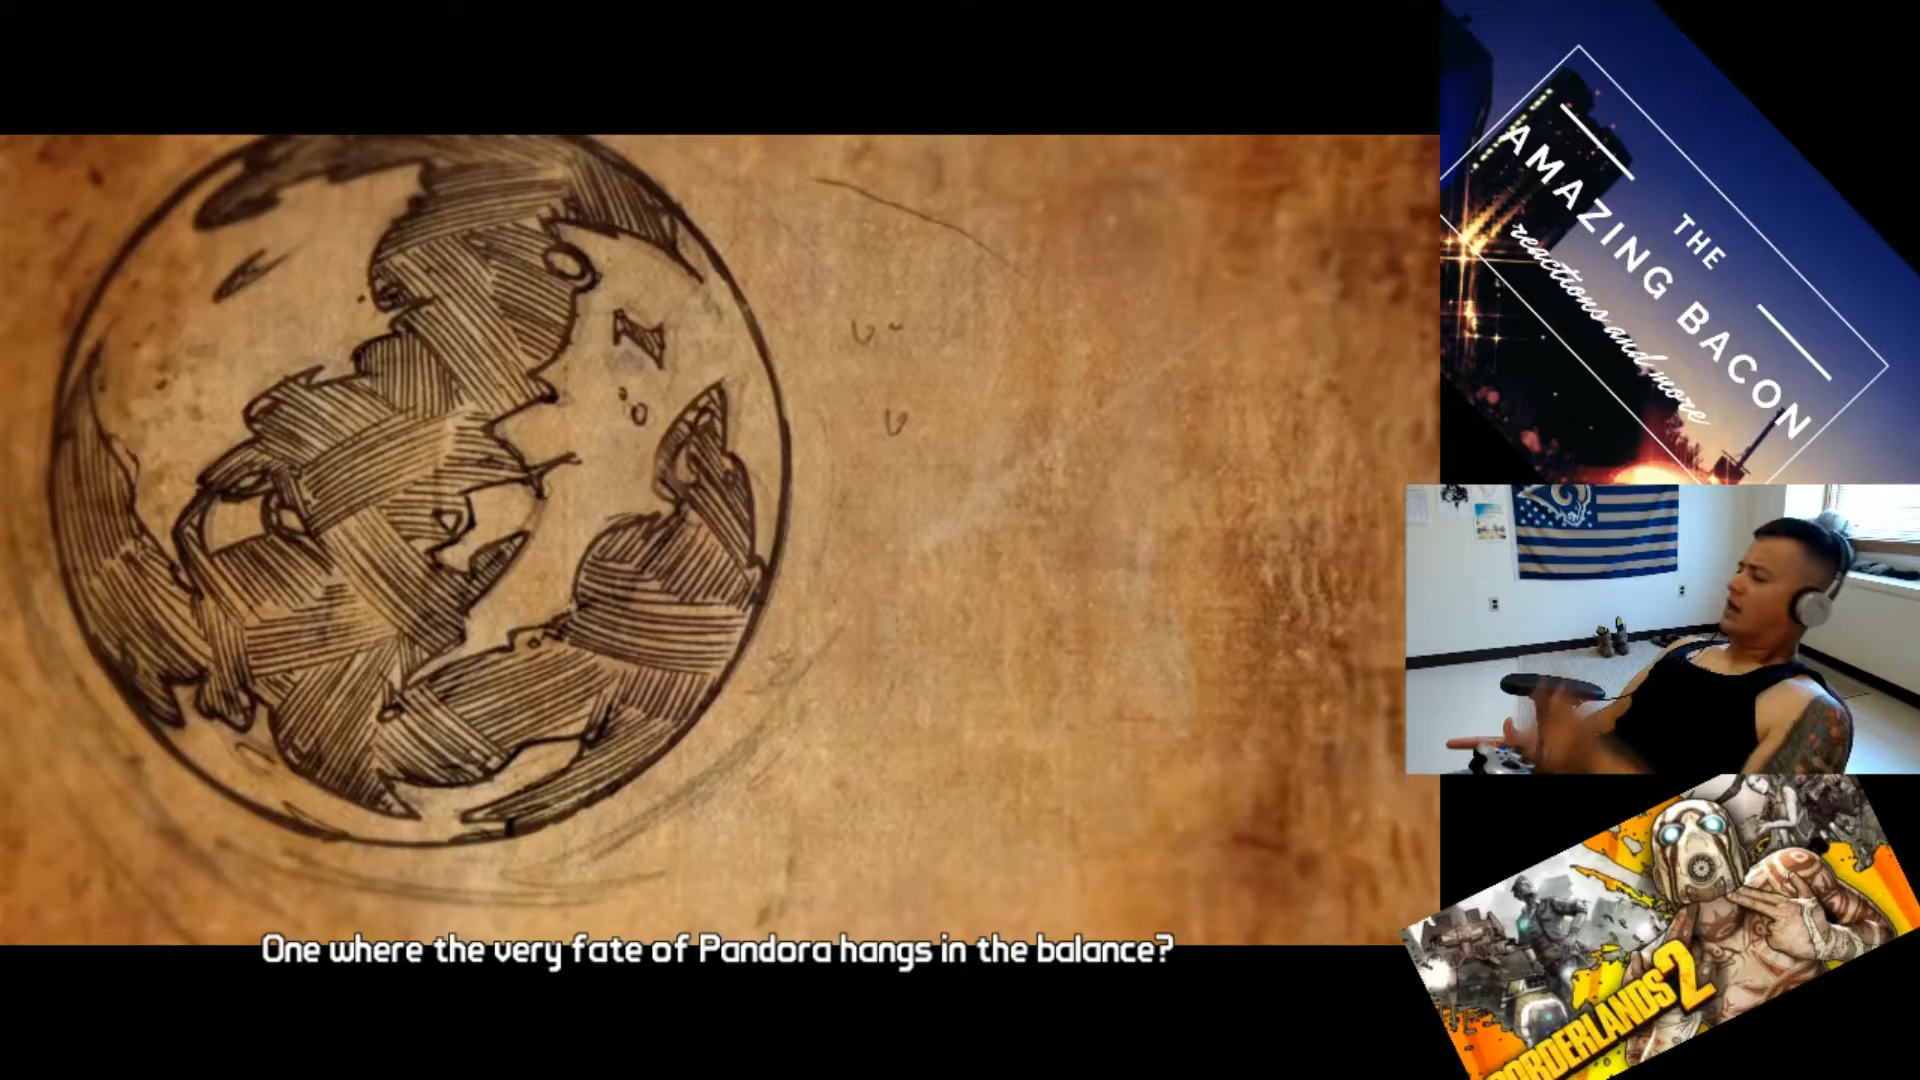 One where the very fate of Pandora hangs in the balance?
THE
AMAZING BACON
reactions and more
BORDERLANDS 2